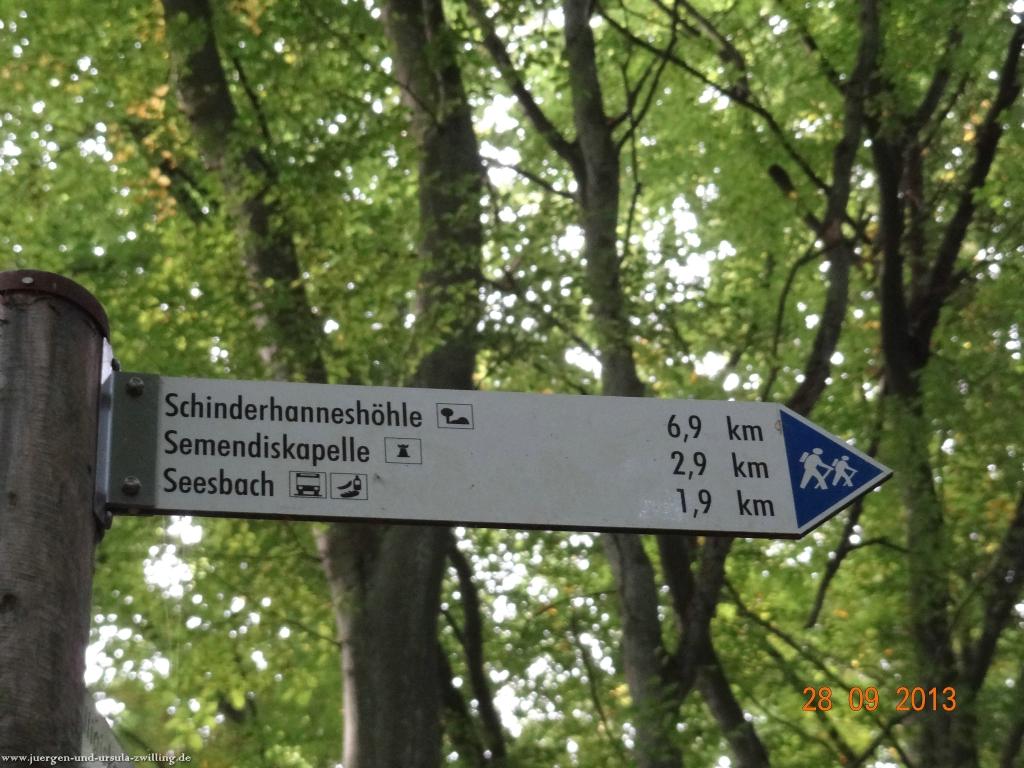 Schinderhanneshöhle 6,9 km
Semendiskapelle 2,9 km
Seesbach 1,9 km
28 09 2013
www.juergen-und-ursula-zwilling.de